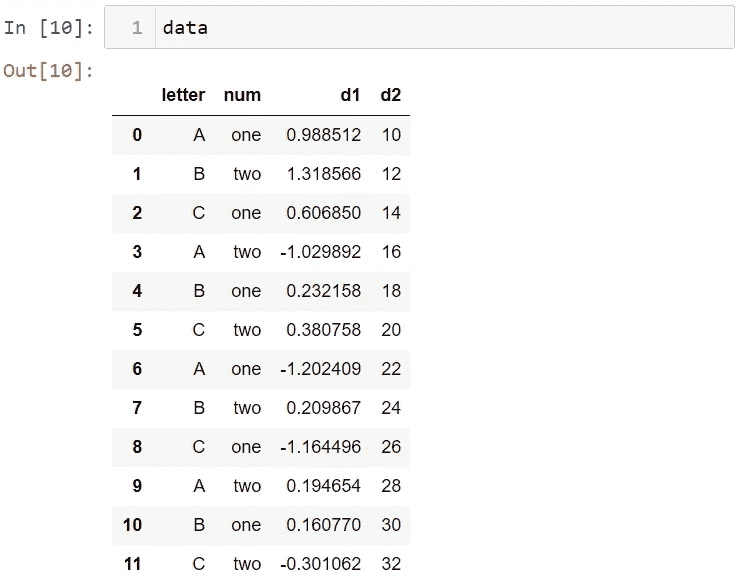 In [10]: 1 data
Out[10]:
letter num d1 d2
0 A one 0.988512 10
1 B two 1.318566 12
2 C one 0.606850 14
3 A two -1.029892 16
4 B one 0.232158 18
5 C two 0.380758 20
6 A one -1.202409 22
7 B two 0.209867 24
8 C one -1.164496 26
9 A two 0.194654 28
10 B one 0.160770 30
11 C two -0.301062 32